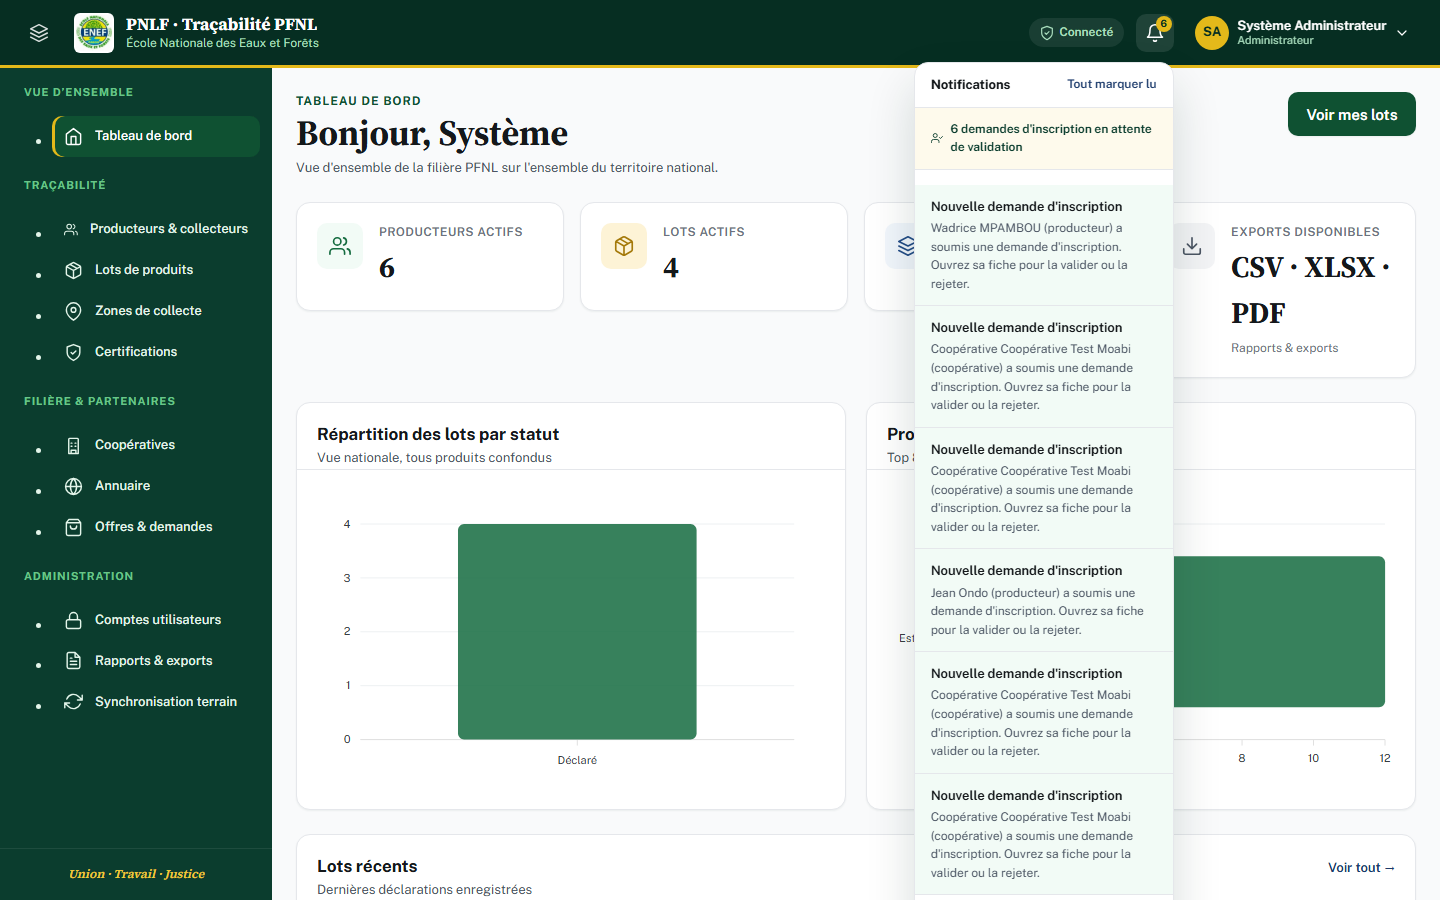 PNLF · Traçabilité PFNL
École Nationale des Eaux et Forêts
ENEF
Connecté
6
SA
Système Administrateur
Administrateur
VUE D'ENSEMBLE
Tableau de bord
TRAÇABILITÉ
Producteurs & collecteurs
Lots de produits
Zones de collecte
Certifications
FILIÈRE & PARTENAIRES
Coopératives
Annuaire
Offres & demandes
ADMINISTRATION
Comptes utilisateurs
Rapports & exports
Synchronisation terrain
Union · Travail · Justice
TABLEAU DE BORD
Bonjour, Système
Vue d'ensemble de la filière PFNL sur l'ensemble du territoire national.
Voir mes lots
PRODUCTEURS ACTIFS
6
LOTS ACTIFS
4
EXPORTS DISPONIBLES
CSV · XLSX ·
PDF
Rapports & exports
Répartition des lots par statut
Vue nationale, tous produits confondus
4
3
2
1
0
Déclaré
Pro
Top
Est
8
10
12
Lots récents
Dernières déclarations enregistrées
Voir tout →
Notifications
Tout marquer lu
6 demandes d'inscription en attente
de validation
Nouvelle demande d'inscription
Wadrice MPAMBOU (producteur) a
soumis une demande d'inscription.
Ouvrez sa fiche pour la valider ou la
rejeter.
Nouvelle demande d'inscription
Coopérative Coopérative Test Moabi
(coopérative) a soumis une demande
d'inscription. Ouvrez sa fiche pour la
valider ou la rejeter.
Nouvelle demande d'inscription
Coopérative Coopérative Test Moabi
(coopérative) a soumis une demande
d'inscription. Ouvrez sa fiche pour la
valider ou la rejeter.
Nouvelle demande d'inscription
Jean Ondo (producteur) a soumis une
demande d'inscription. Ouvrez sa fiche
pour la valider ou la rejeter.
Nouvelle demande d'inscription
Coopérative Coopérative Test Moabi
(coopérative) a soumis une demande
d'inscription. Ouvrez sa fiche pour la
valider ou la rejeter.
Nouvelle demande d'inscription
Coopérative Coopérative Test Moabi
(coopérative) a soumis une demande
d'inscription. Ouvrez sa fiche pour la
valider ou la rejeter.